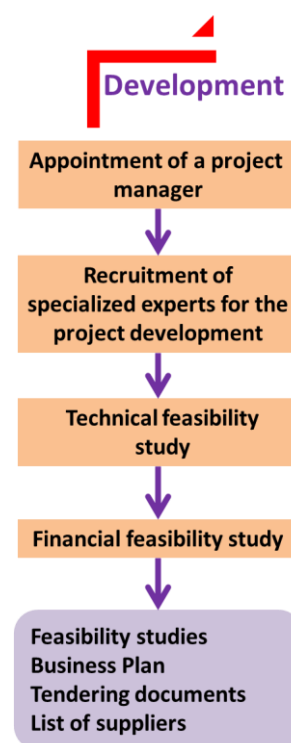 Development
Appointment of a project
manager
Recruitment of
specialized experts for the
project development
Technical feasibility
study
Financial feasibility study
Feasibility studies
Business Plan
Tendering documents
List of suppliers